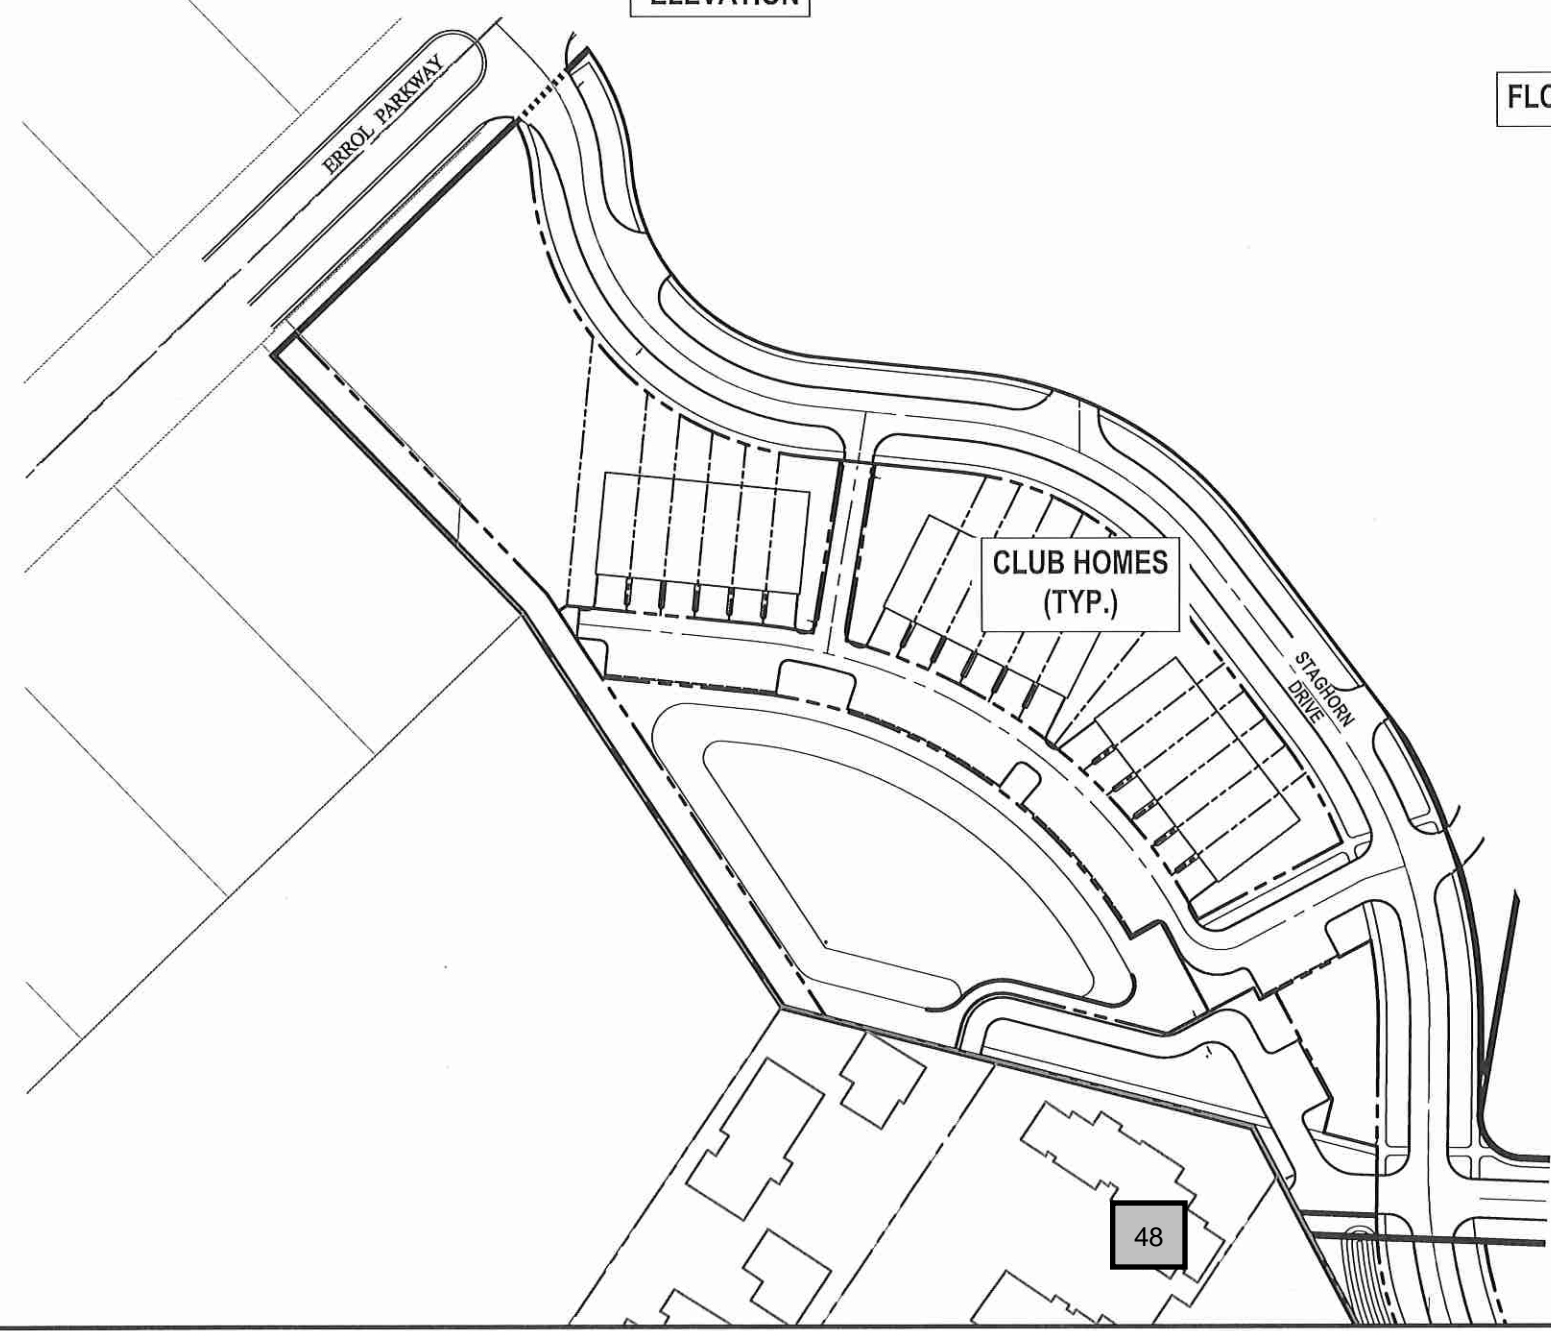 ELEVATION
FLO
ERROL PARKWAY
CLUB HOMES
(TYP.)
STAGHORN
DRIVE
48